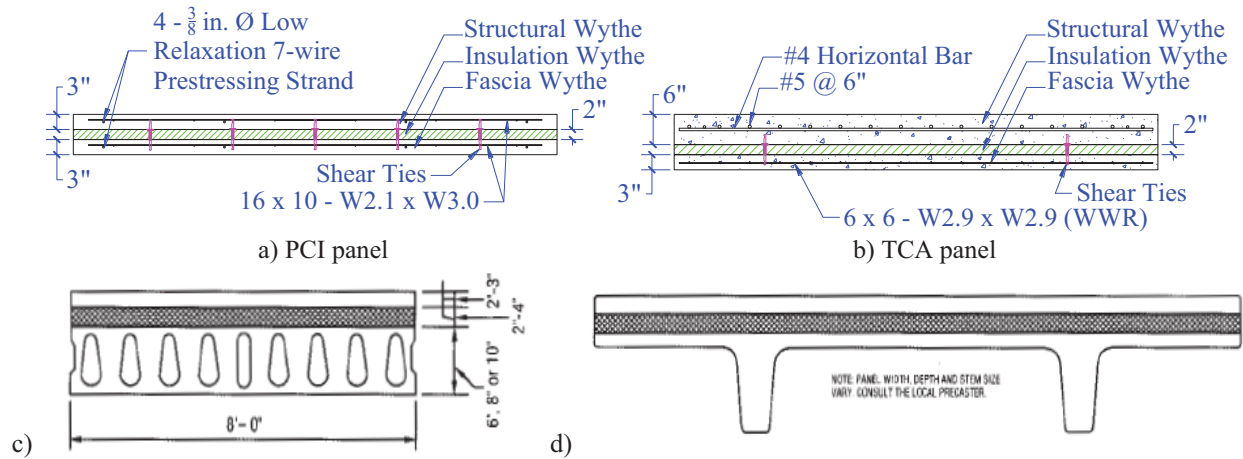 4 - 3/8 in. Ø Low
Relaxation 7-wire
Prestressing Strand
Structural Wythe
Insulation Wythe
Fascia Wythe
3"
2"
3"
Shear Ties
16 x 10 - W2.1 x W3.0
a) PCI panel
#4 Horizontal Bar
#5 @ 6"
Structural Wythe
Insulation Wythe
Fascia Wythe
6"
2"
3"
Shear Ties
6 x 6 - W2.9 x W2.9 (WWR)
b) TCA panel
2"-3"
2"-4"
6", 8" or 10"
8'-0"
c)
NOTE: PANEL WIDTH, DEPTH AND STEM SIZE
VARY. CONSULT THE LOCAL PRECASTER.
d)